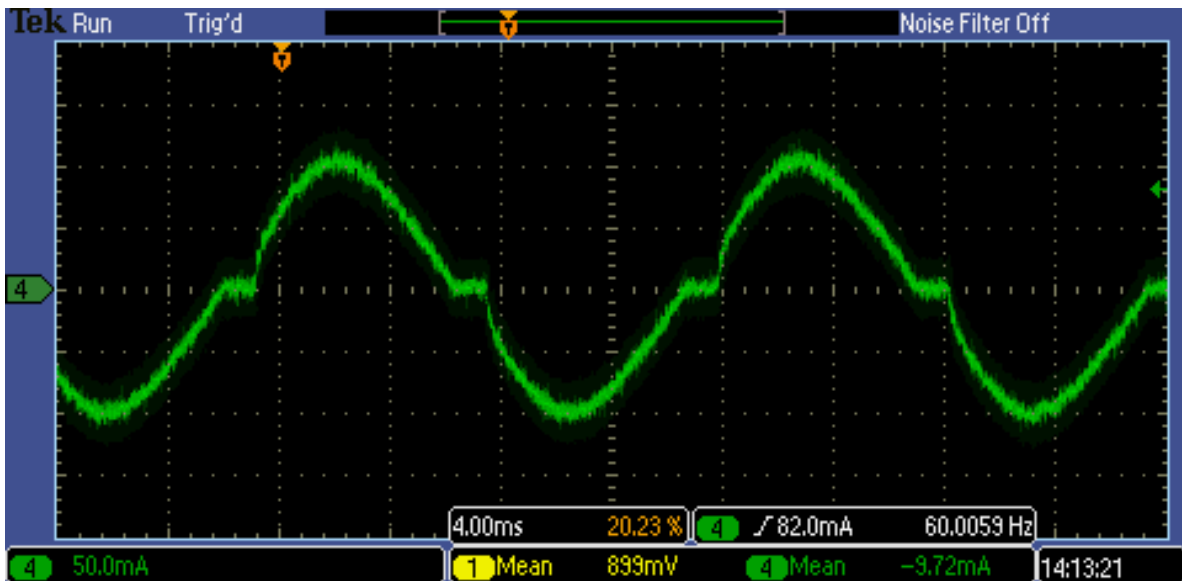 Tek Run Trig'd Noise Filter Off
T
T
4
4.00ms 20.23 % 4 82.0mA 60.0059 Hz
4 50.0mA 1 Mean 899mV 4 Mean -9.72mA 14:13:21